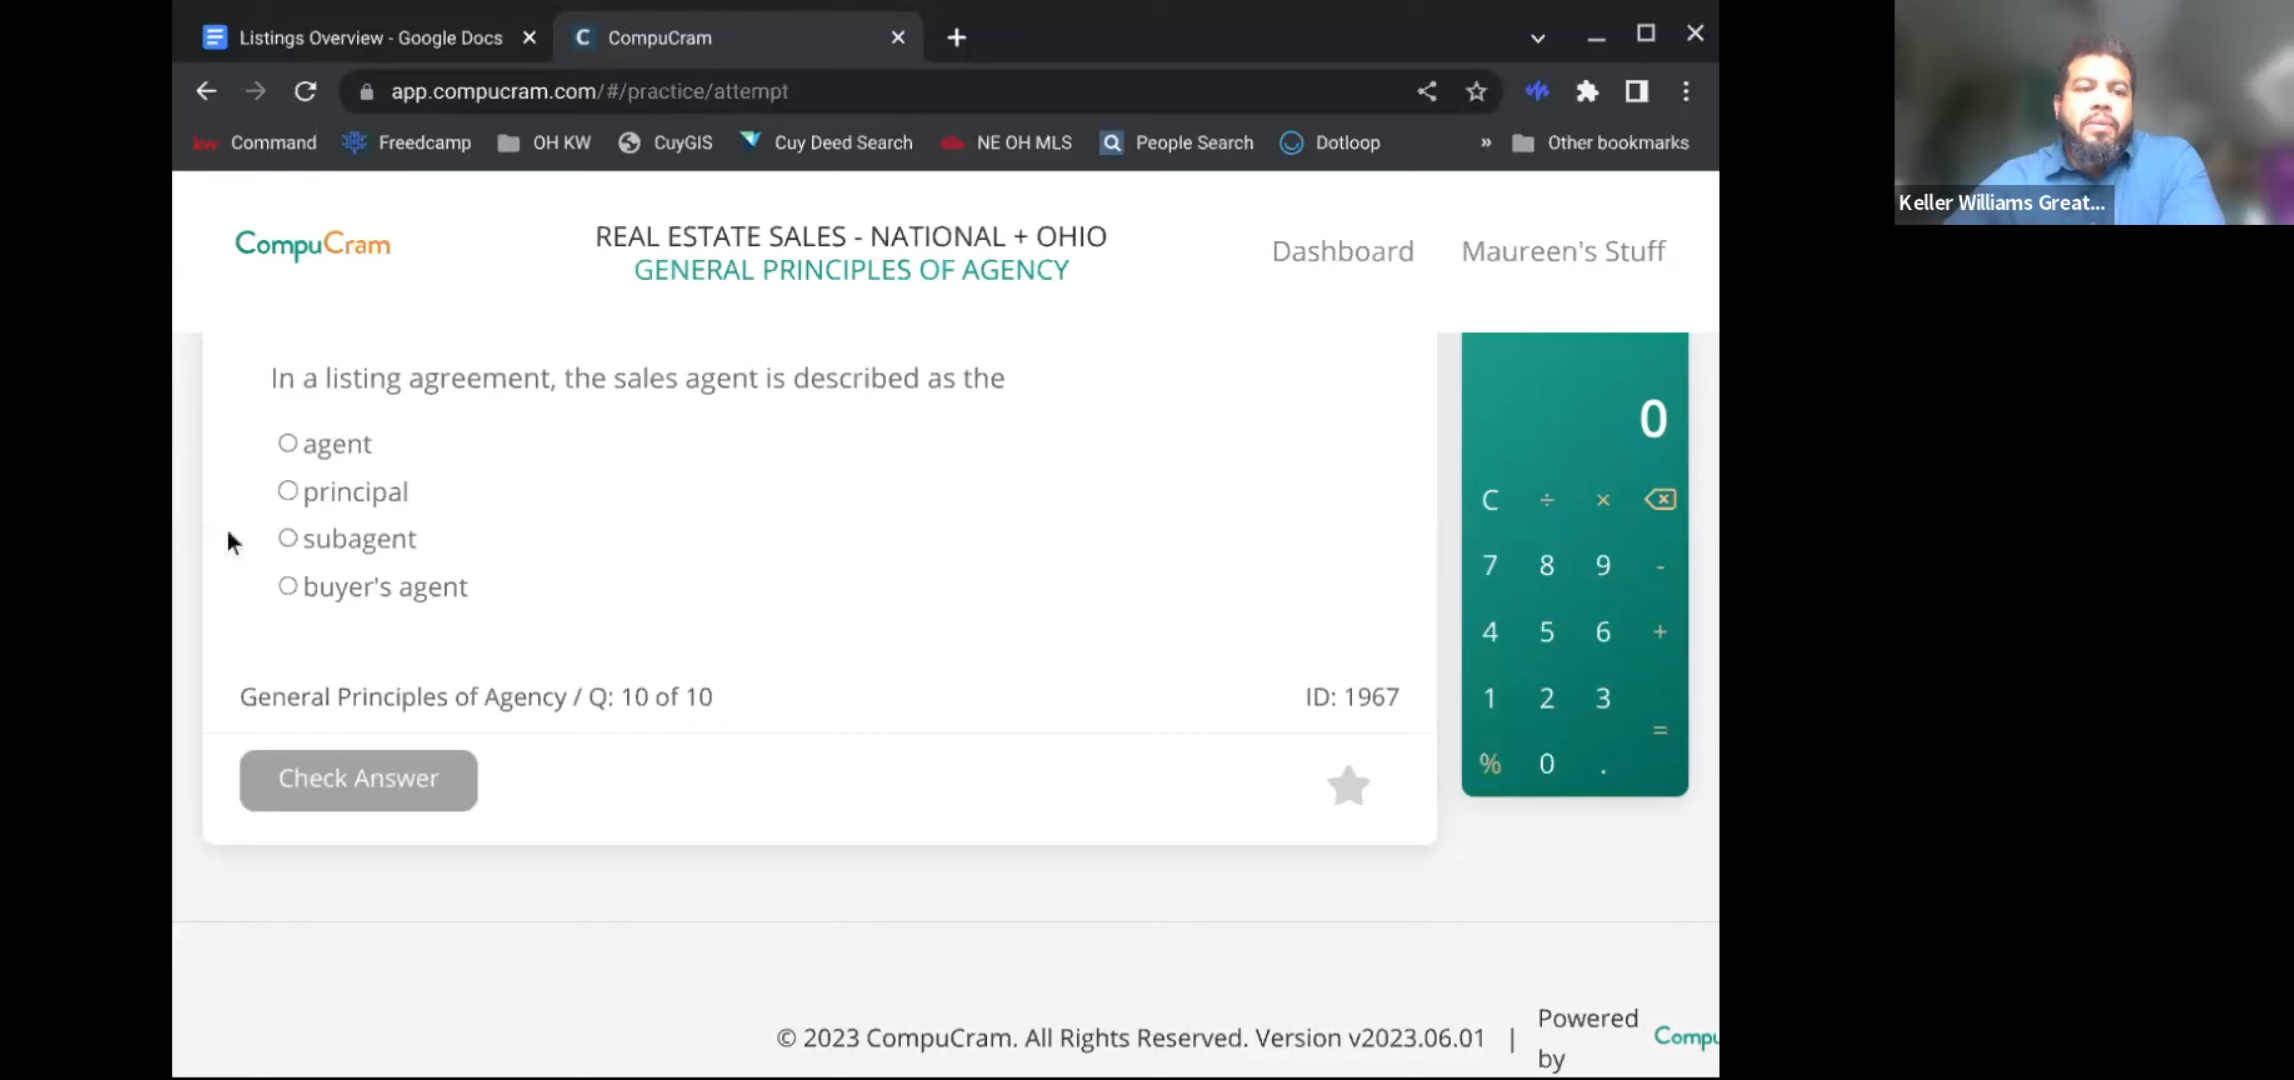 Listings Overview - Google Docs
CompuCram
app.compucram.com/#/practice/attempt
kw Command
Freedcamp
OH KW
CuyGIS
Cuy Deed Search
NE OH MLS
People Search
Dotloop
»
Other bookmarks
Keller Williams Great...
CompuCram
REAL ESTATE SALES - NATIONAL + OHIO
GENERAL PRINCIPLES OF AGENCY
Dashboard
Maureen's Stuff
In a listing agreement, the sales agent is described as the
agent
principal
subagent
buyer's agent
General Principles of Agency / Q: 10 of 10
ID: 1967
Check Answer
0
C ÷ ×
7 8 9 -
4 5 6 +
1 2 3
=
% 0 .
© 2023 CompuCram. All Rights Reserved. Version v2023.06.01 |
Powered
by
Compu